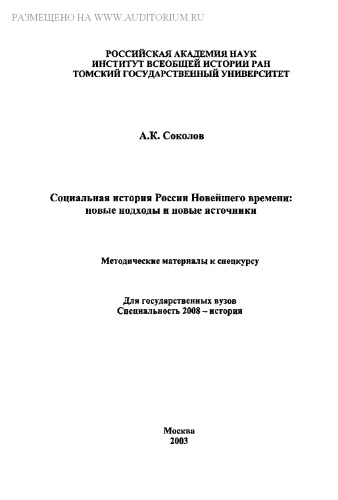 РАЗМЕЩЕНО НА WWW.AUDITORIUM.RU
РОССИЙСКАЯ АКАДЕМИЯ НАУК
ИНСТИТУТ ВСЕОБЩЕЙ ИСТОРИИ РАН
ТОМСКИЙ ГОСУДАРСТВЕННЫЙ УНИВЕРСИТЕТ
А.К. Соколов
Социальная история России Новейшего времени:
новые подходы и новые источники
Методические материалы к спецкурсу
Для государственных вузов
Специальность 2008 – история
Москва
2003